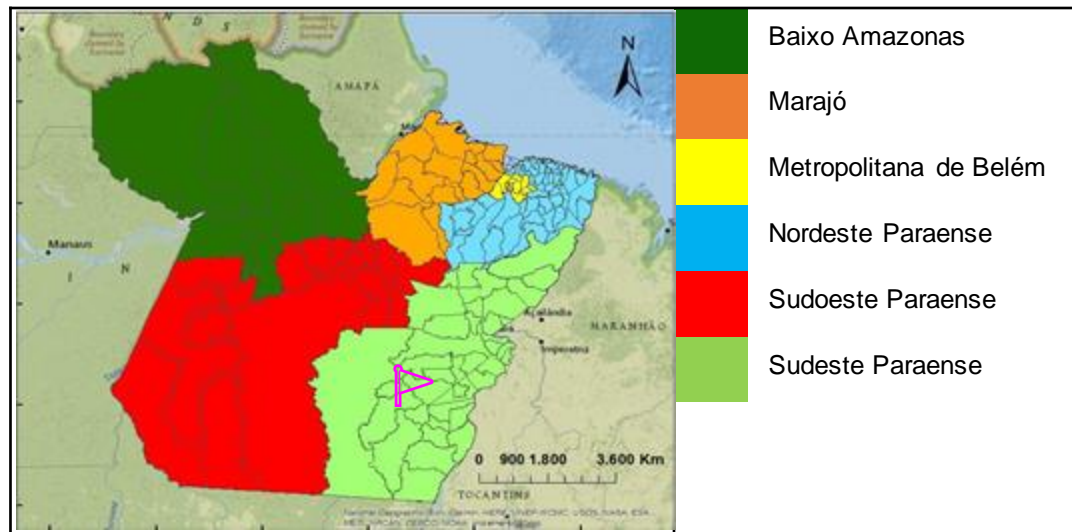 N D S
N
AMAPÁ
Manaus
I N
Açailândia
MARANHÃO
Imperatriz
0 900 1.800 3.600 Km
TOCANTINS
Baixo Amazonas
Marajó
Metropolitana de Belém
Nordeste Paraense
Sudoeste Paraense
Sudeste Paraense